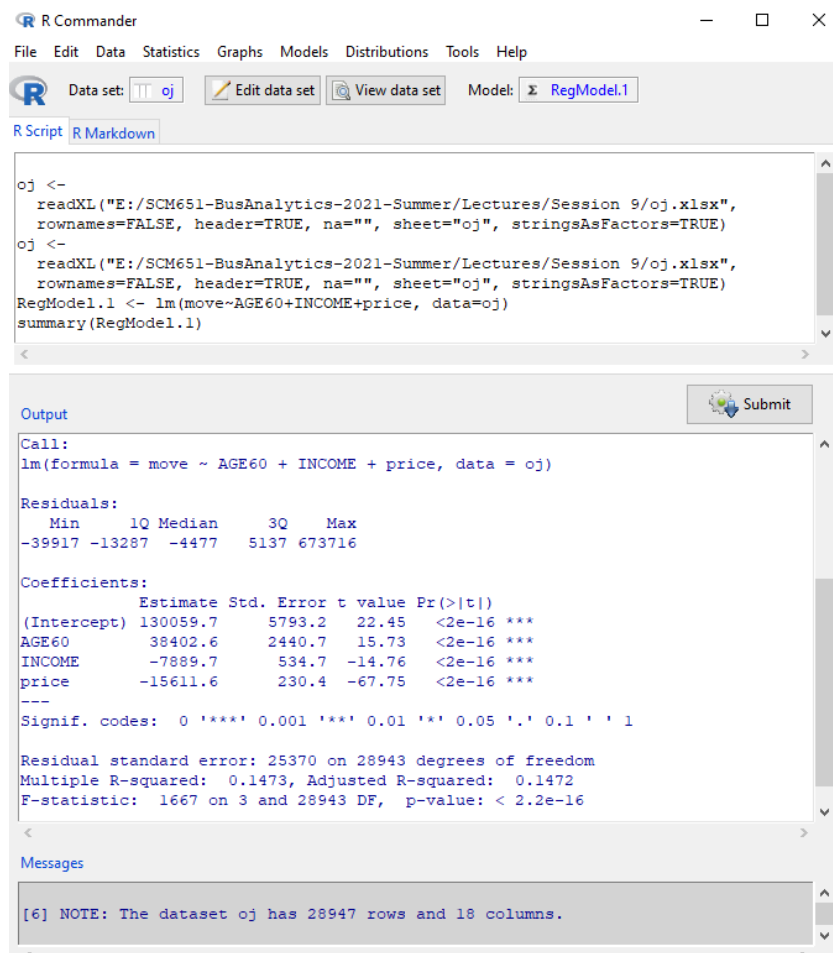 R R Commander
File Edit Data Statistics Graphs Models Distributions Tools Help
R Data set: oj Edit data set View data set Model: Σ RegModel.1
R Script R Markdown
oj <-
  readXL("E:/SCM651-BusAnalytics-2021-Summer/Lectures/Session 9/oj.xlsx",
  rownames=FALSE, header=TRUE, na="", sheet="oj", stringsAsFactors=TRUE)
oj <-
  readXL("E:/SCM651-BusAnalytics-2021-Summer/Lectures/Session 9/oj.xlsx",
  rownames=FALSE, header=TRUE, na="", sheet="oj", stringsAsFactors=TRUE)
RegModel.1 <- lm(move~AGE60+INCOME+price, data=oj)
summary(RegModel.1)
Output Submit
Call:
lm(formula = move ~ AGE60 + INCOME + price, data = oj)
Residuals:
   Min     1Q Median     3Q    Max
-39917 -13287  -4477   5137 673716
Coefficients:
            Estimate Std. Error t value Pr(>|t|)
(Intercept) 130059.7     5793.2   22.45   <2e-16 ***
AGE60        38402.6     2440.7   15.73   <2e-16 ***
INCOME       -7889.7      534.7  -14.76   <2e-16 ***
price       -15611.6      230.4  -67.75   <2e-16 ***
---
Signif. codes:  0 '***' 0.001 '**' 0.01 '*' 0.05 '.' 0.1 ' ' 1
Residual standard error: 25370 on 28943 degrees of freedom
Multiple R-squared:  0.1473, Adjusted R-squared:  0.1472
F-statistic:  1667 on 3 and 28943 DF,  p-value: < 2.2e-16
Messages
[6] NOTE: The dataset oj has 28947 rows and 18 columns.